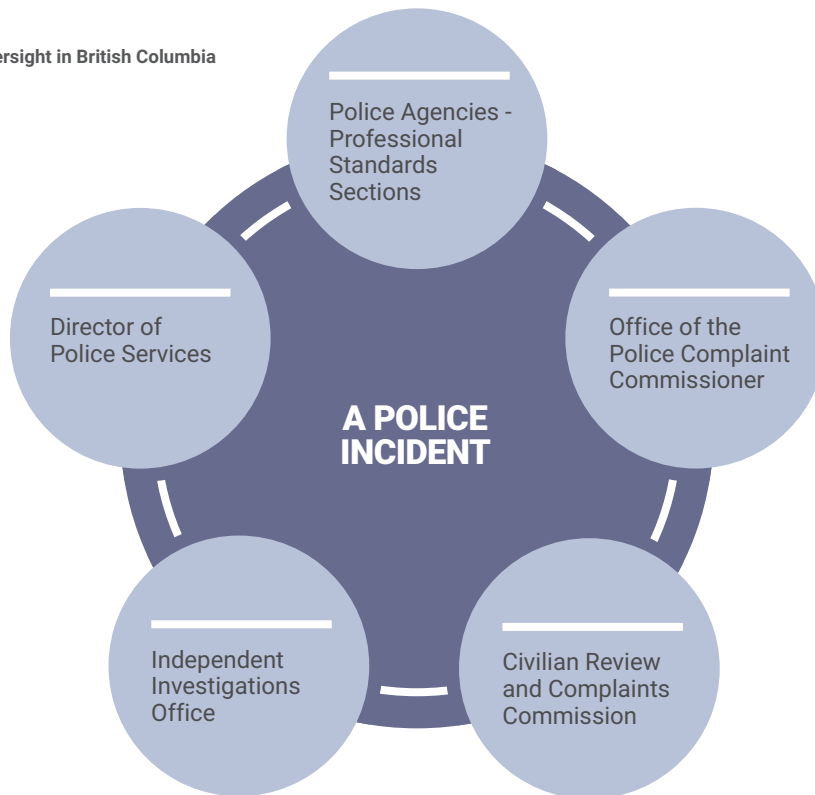 ersight in British Columbia
Police Agencies -
Professional
Standards
Sections
Director of
Police Services
Office of the
Police Complaint
Commissioner
A POLICE
INCIDENT
Independent
Investigations
Office
Civilian Review
and Complaints
Commission